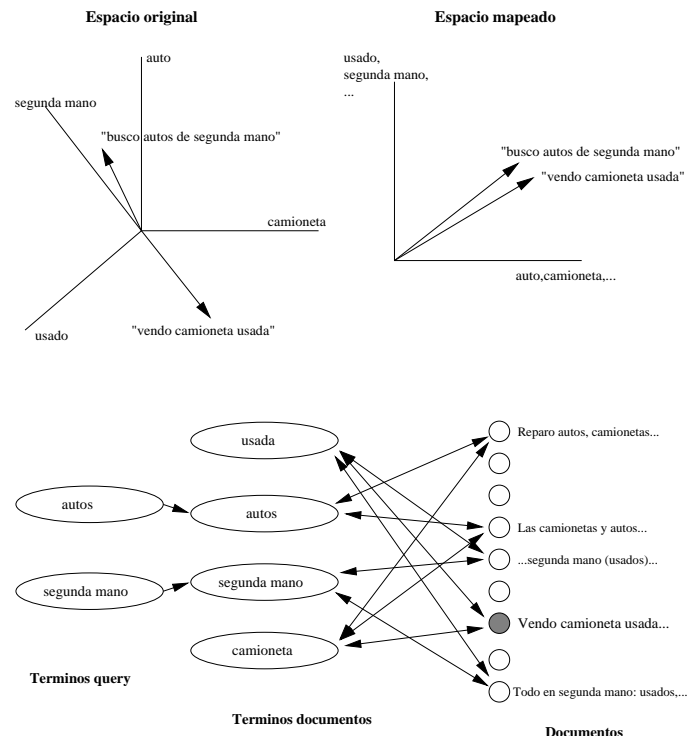 Espacio original
Espacio mapeado
auto
segunda mano
"busco autos de segunda mano"
camioneta
usado
"vendo camioneta usada"
usado,
segunda mano,
...
"busco autos de segunda mano"
"vendo camioneta usada"
auto,camioneta,...
usada
autos
segunda mano
autos
segunda mano
camioneta
Reparo autos, camionetas...
Las camionetas y autos...
...segunda mano (usados)...
Vendo camioneta usada...
Todo en segunda mano: usados,...
Terminos query
Terminos documentos
Documentos